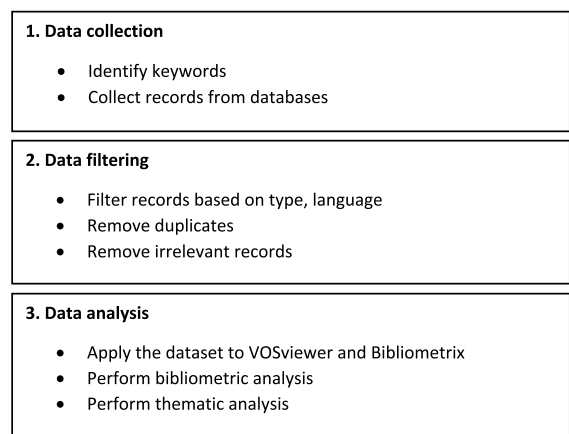 1. Data collection
• Identify keywords
• Collect records from databases
2. Data filtering
• Filter records based on type, language
• Remove duplicates
• Remove irrelevant records
3. Data analysis
• Apply the dataset to VOSviewer and Bibliometrix
• Perform bibliometric analysis
• Perform thematic analysis